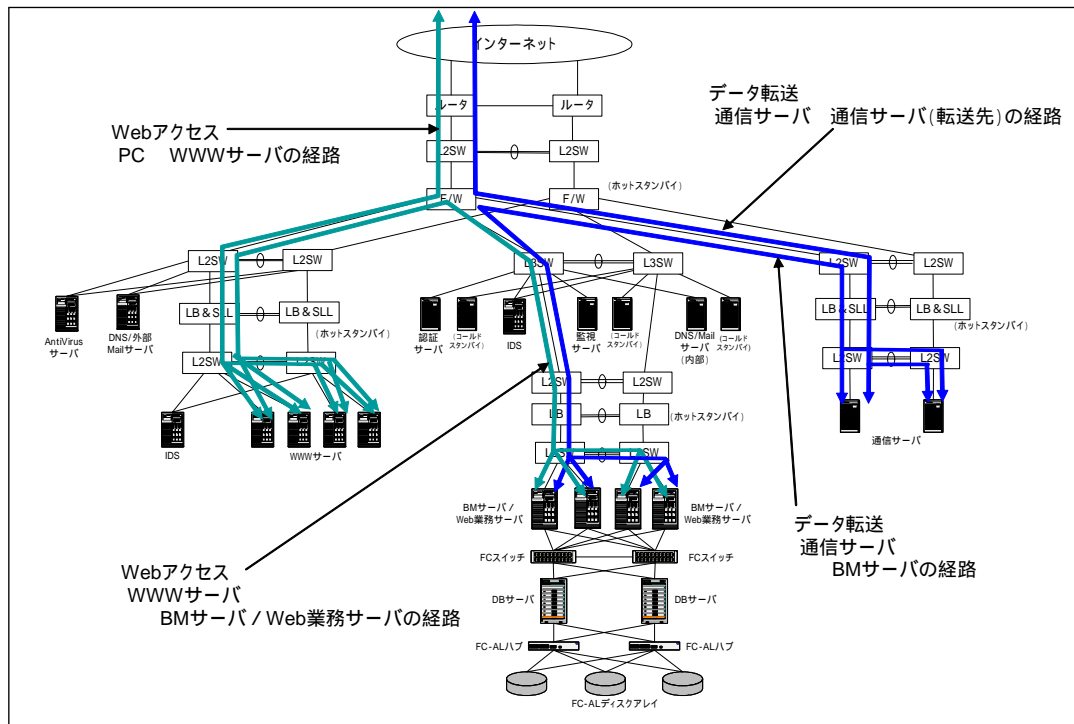 インターネット
ルータ
ルータ
データ転送
通信サーバ 通信サーバ(転送先)の経路
Webアクセス
PC WWWサーバの経路
L2SW
L2SW
(ホットスタンバイ)
F/W
F/W
L2SW
L2SW
L3SW
L3SW
L2SW
L2SW
LB&SLL
LB&SLL
(ホットスタンバイ)
LB&SLL
LB&SLL
(ホットスタンバイ)
AntiVirus
サーバ
DNS/外部
Mailサーバ
認証
サーバ
(コールド
スタンバイ)
IDS
監視
サーバ
(コールド
スタンバイ)
DNS/Mail
サーバ
(内部)
(コールド
スタンバイ)
L2SW
L2SW
L2SW
L2SW
L2SW
L2SW
LB
LB
(ホットスタンバイ)
IDS
WWWサーバ
通信サーバ
L2SW
L2SW
BMサーバ/
Web業務サーバ
BMサーバ/
Web業務サーバ
データ転送
通信サーバ
BMサーバの経路
FCスイッチ
FCスイッチ
Webアクセス
WWWサーバ
BMサーバ/Web業務サーバの経路
DBサーバ
DBサーバ
FC-ALハブ
FC-ALハブ
FC-ALディスクアレイ